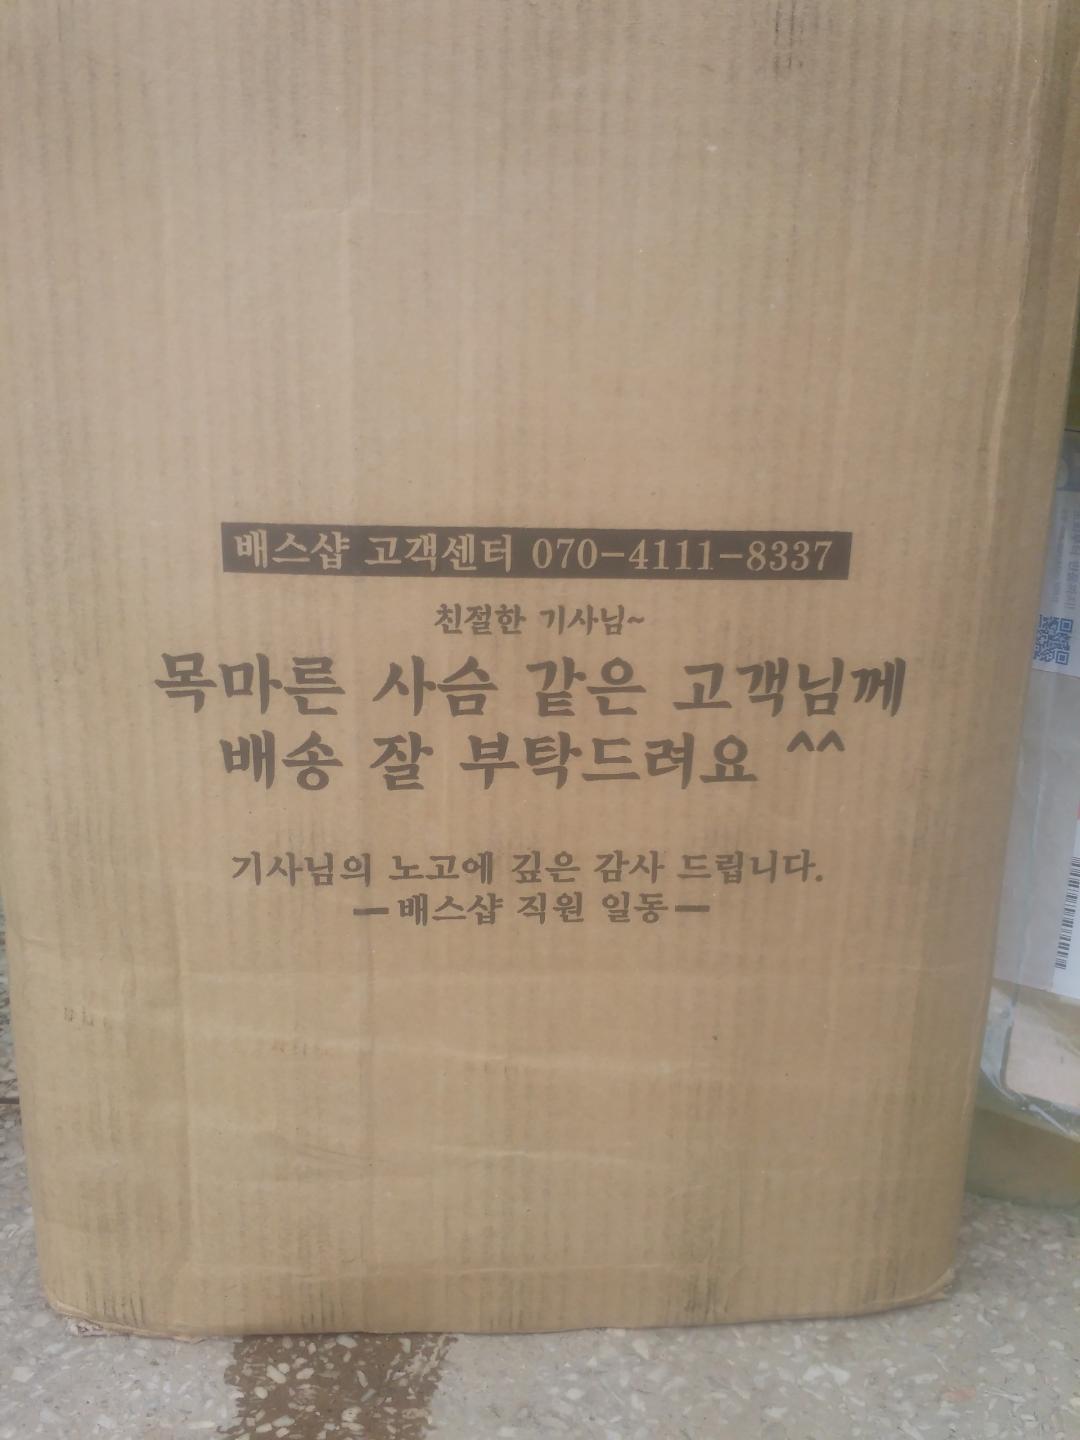 배스샵 고객센터 070-4111-8337
친절한 기사님~
목마른 사슴 같은 고객님께
배송 잘 부탁드려요 ^^
기사님의 노고에 깊은 감사 드립니다.
ー배스샵 직원 일동ー